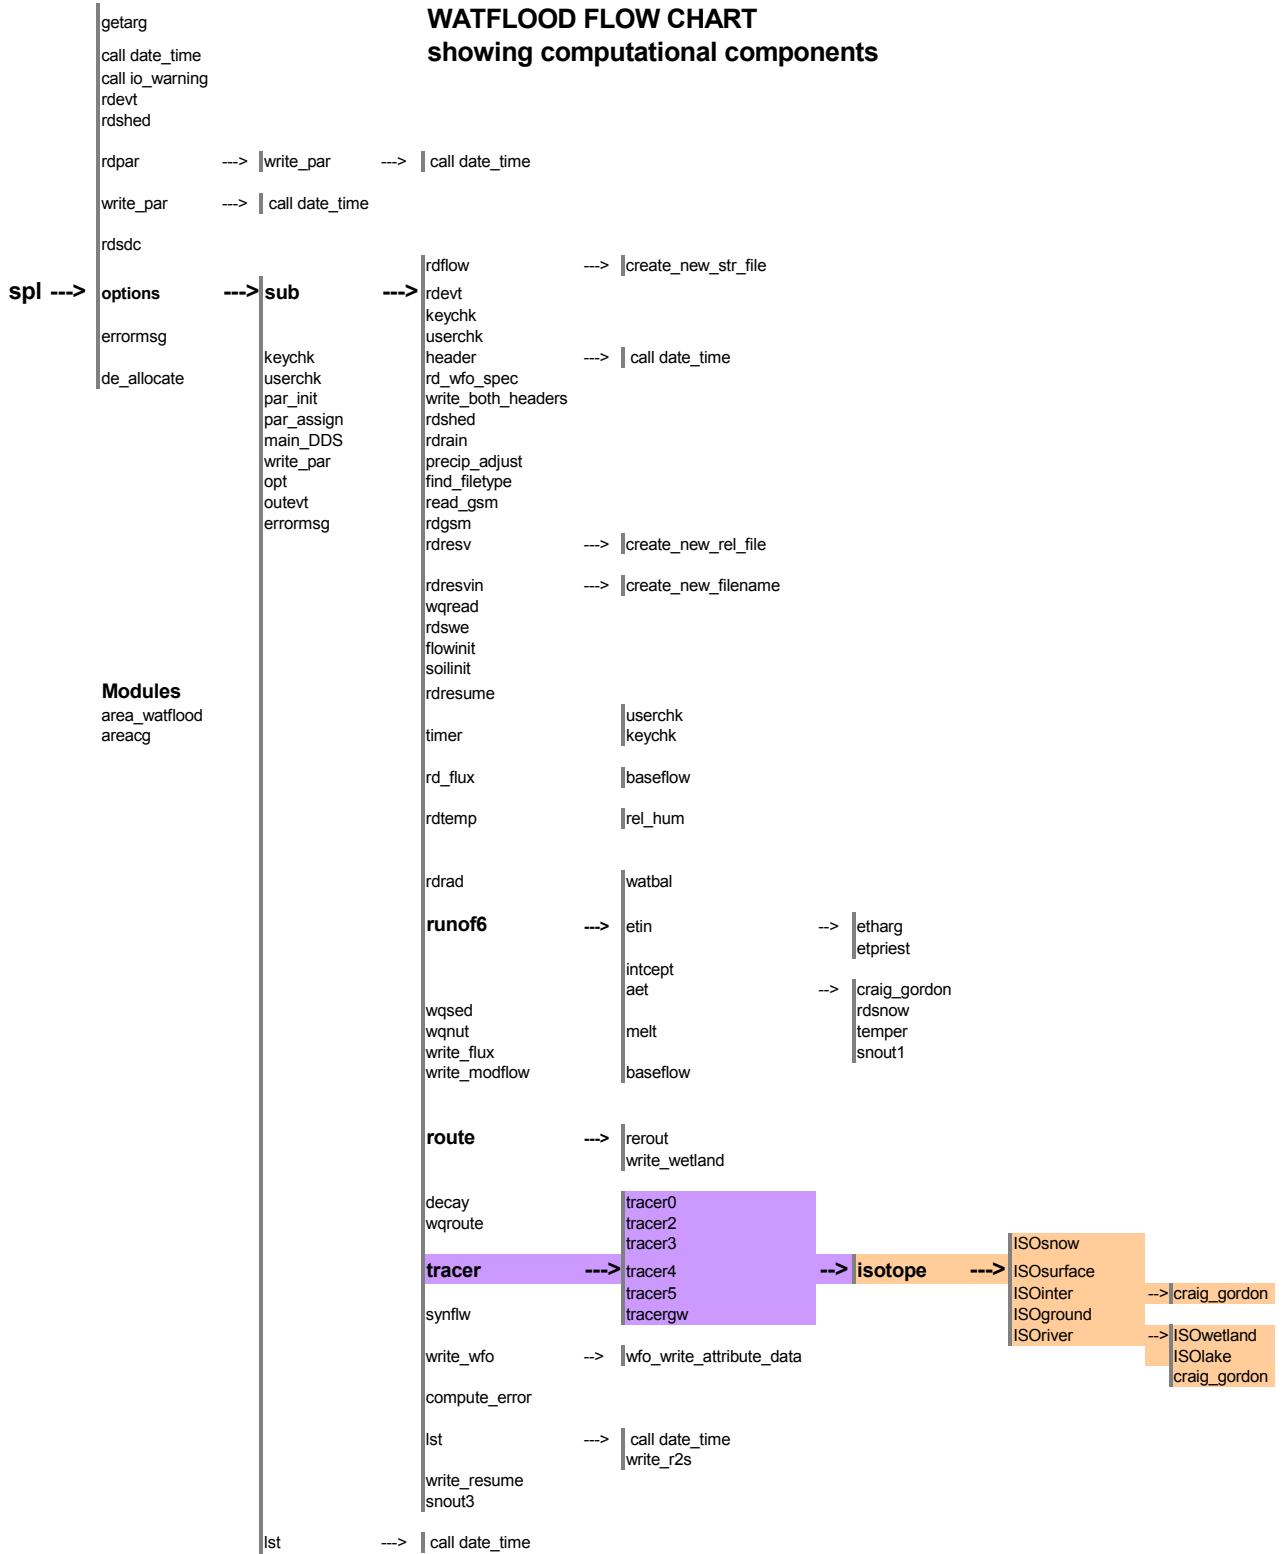 WATFLOOD FLOW CHART
showing computational components
getarg
call date_time
call io_warning
rdevt
rdshed
rdpar ---> write_par ---> call date_time
write_par ---> call date_time
rdsdc
rdflow ---> create_new_str_file
spl ---> options ---> sub ---> rdevt
keychk
errormsg userchk
keychk header ---> call date_time
de_allocate userchk rd_wfo_spec
par_init write_both_headers
par_assign rdshed
main_DDS rdrain
write_par precip_adjust
opt find_filetype
outevt read_gsm
errormsg rdgsm
rdresv ---> create_new_rel_file
rdresvin ---> create_new_filename
wqread
rdswe
flowinit
soilinit
Modules rdresume
area_watflood userchk
areacg timer keychk
rd_flux baseflow
rdtemp rel_hum
rdrad watbal
runof6 ---> etin --> etharg
etpriest
intcept
aet --> craig_gordon
wqsed rdsnow
wqnut melt temper
write_flux snout1
write_modflow baseflow
route ---> rerout
write_wetland
decay tracer0
wqroute tracer2
tracer3 ISOsnow
tracer ---> tracer4 --> isotope ---> ISOsurface
tracer5 ISOinter --> craig_gordon
synflw tracergw ISOground
ISOriver --> ISOwetland
write_wfo --> wfo_write_attribute_data ISOlake
craig_gordon
compute_error
lst ---> call date_time
write_r2s
write_resume
snout3
lst ---> call date_time